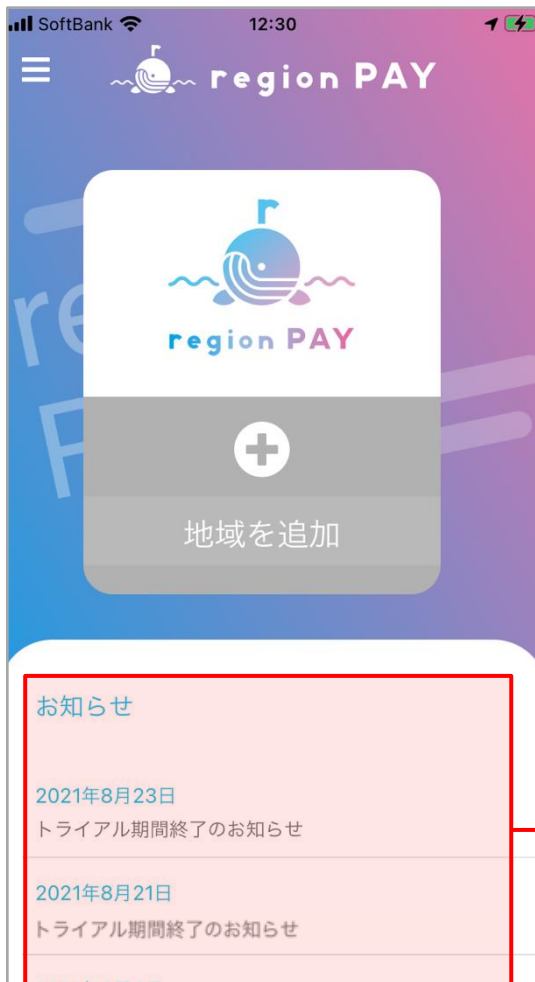 SoftBank 12:30
region PAY
r
region PAY
re
P
地域を追加
お知らせ
2021年8月23日
トライアル期間終了のお知らせ
2021年8月21日
トライアル期間終了のお知らせ